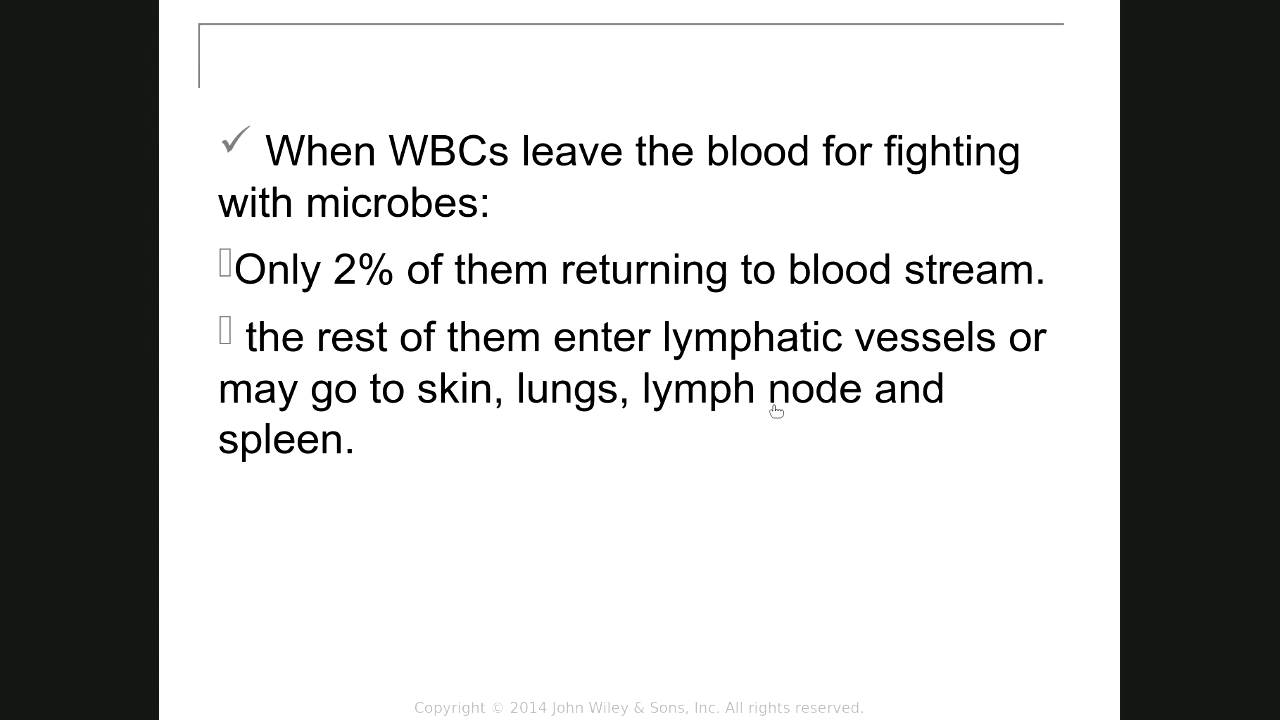 ✓ When WBCs leave the blood for fighting
with microbes:
Only 2% of them returning to blood stream.
the rest of them enter lymphatic vessels or
may go to skin, lungs, lymph node and
spleen.
Copyright © 2014 John Wiley & Sons, Inc. All rights reserved.